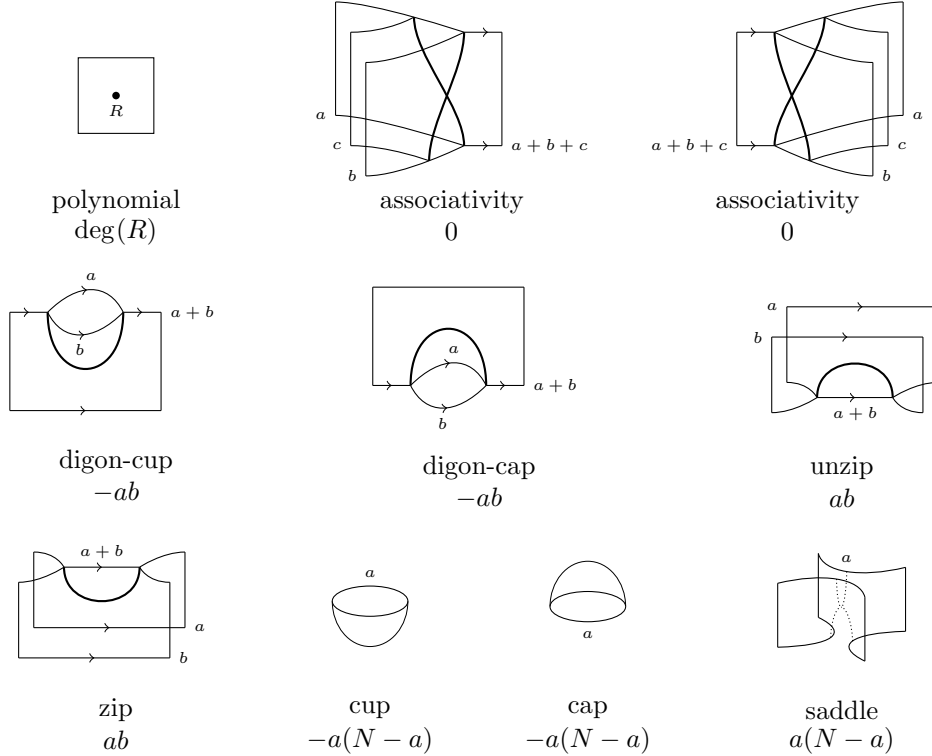 R
a
c
b
a + b + c
a + b + c
a
c
b
polynomial
deg(R)
associativity
0
associativity
0
a
b
a + b
a
b
a + b
a
b
a + b
digon-cup
−ab
digon-cap
−ab
unzip
ab
a + b
a
b
a
a
a
zip
ab
cup
−a(N − a)
cap
−a(N − a)
saddle
a(N − a)